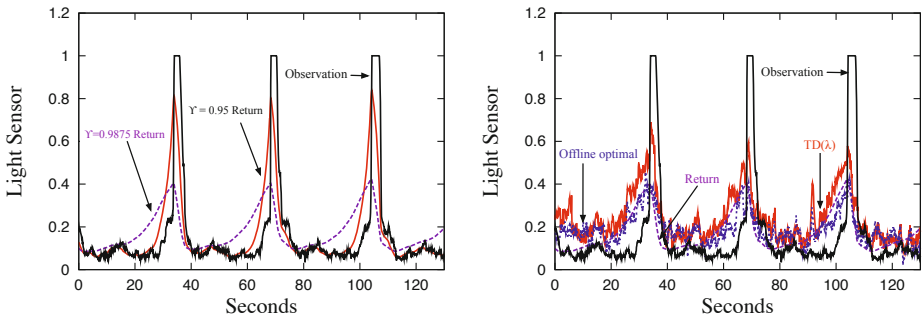 Light Sensor
1.2
1
0.8
0.6
0.4
0.2
0
0 20 40 60 80 100 120
Seconds
Observation
ϒ=0.9875 Return
ϒ = 0.95 Return
Light Sensor
1.2
1
0.8
0.6
0.4
0.2
0
0 20 40 60 80 100 120
Seconds
Observation
Offline optimal
Return
TD(λ)